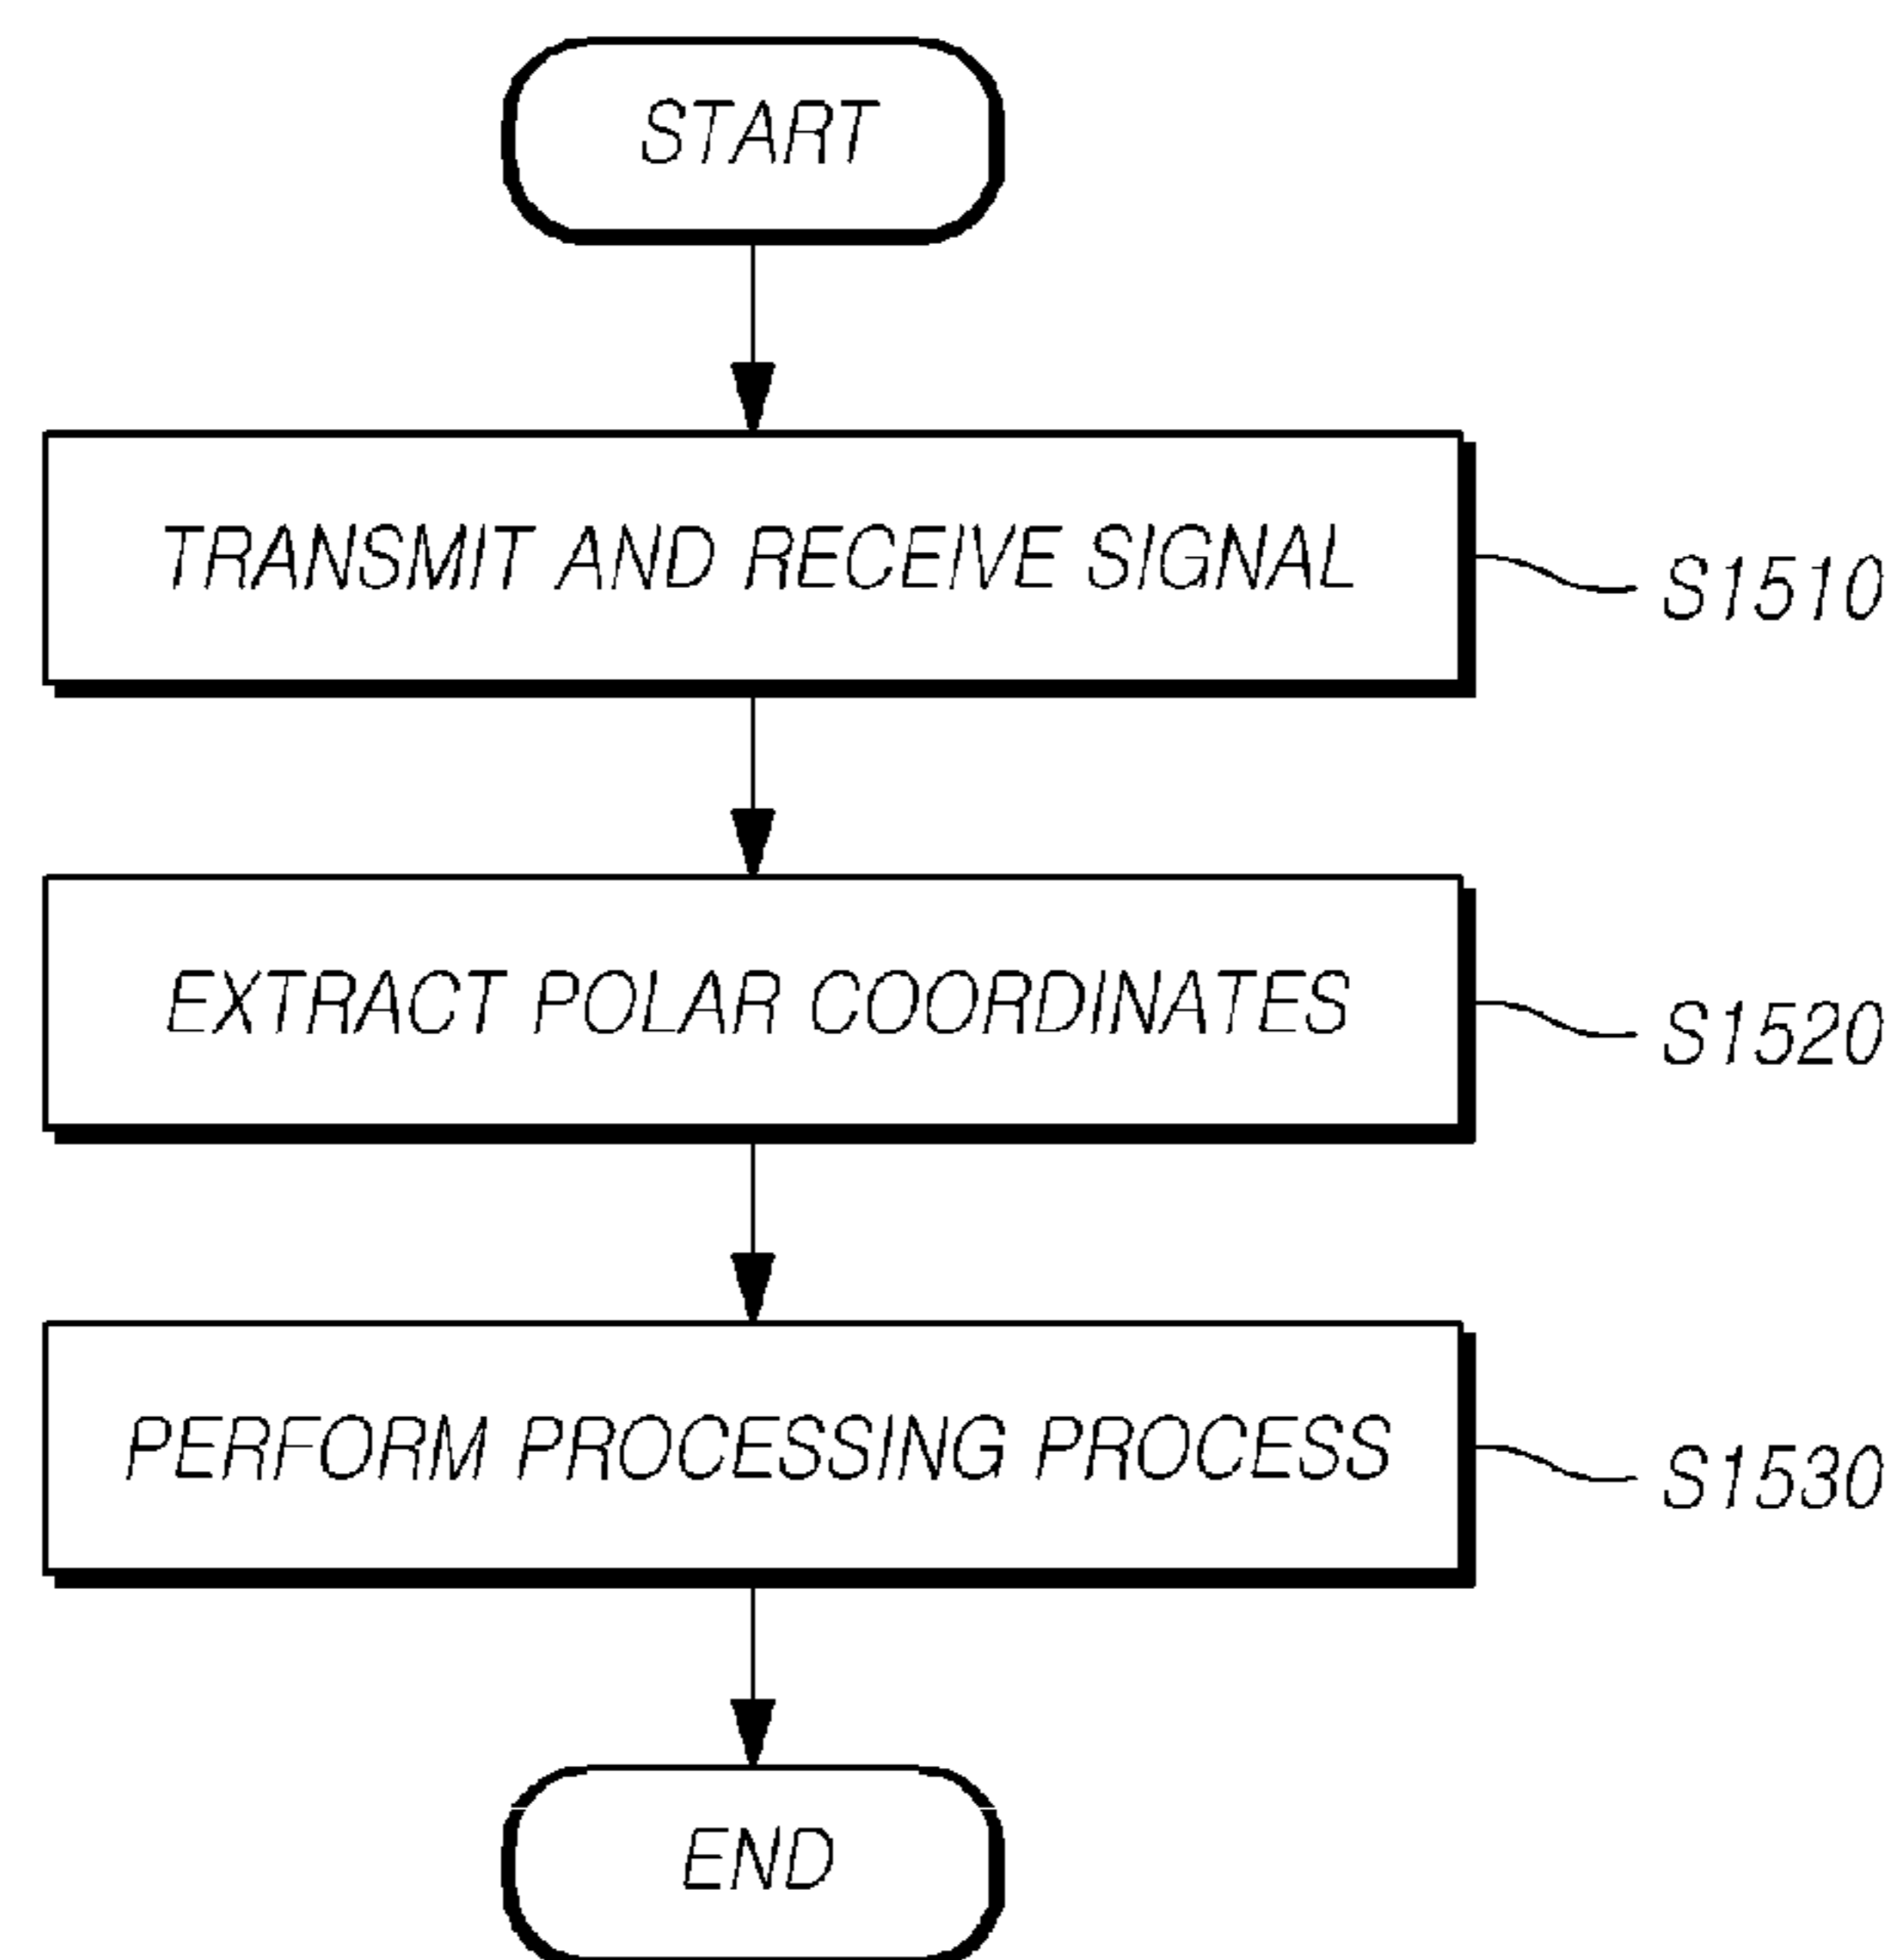 START
TRANSMIT AND RECEIVE SIGNAL
S1510
EXTRACT POLAR COORDINATES
S1520
PERFORM PROCESSING PROCESS
S1530
END